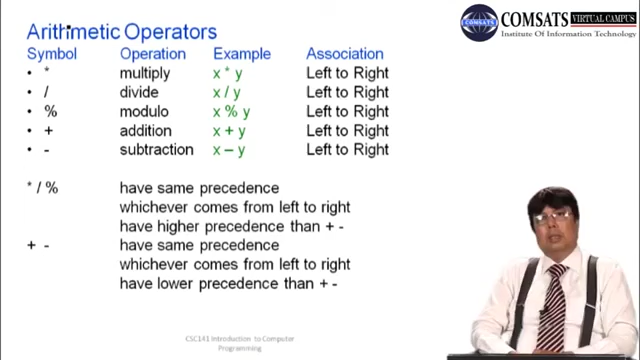 COMSATS VIRTUAL CAMPUS
Institute Of Information Technology
Arithmetic Operators
Symbol Operation Example Association
• * multiply x * y Left to Right
• / divide x / y Left to Right
• % modulo x % y Left to Right
• + addition x + y Left to Right
• - subtraction x – y Left to Right
* / % have same precedence
whichever comes from left to right
have higher precedence than + -
+ - have same precedence
whichever comes from left to right
have lower precedence than + -
CSC141 Introduction to Computer
Programming